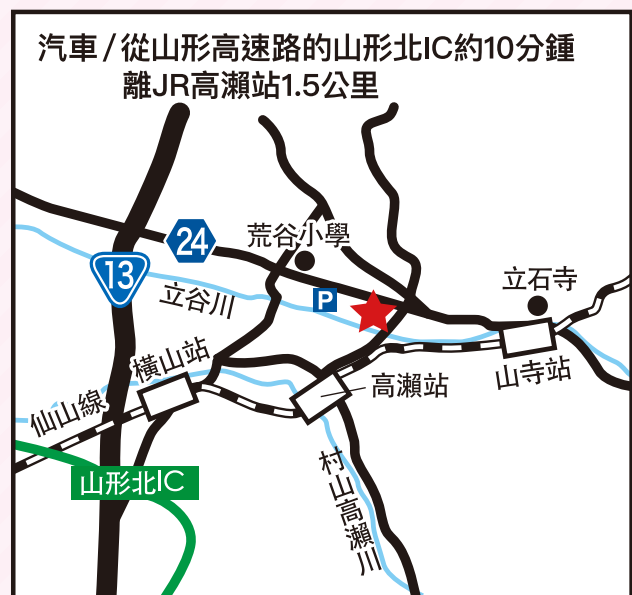 汽車/從山形高速路的山形北IC約10分鍾
離JR高瀨站1.5公里
24
荒谷小學
13
立谷川
P
立石寺
橫山站
高瀨站
山寺站
仙山線
山形北IC
村山高瀨川